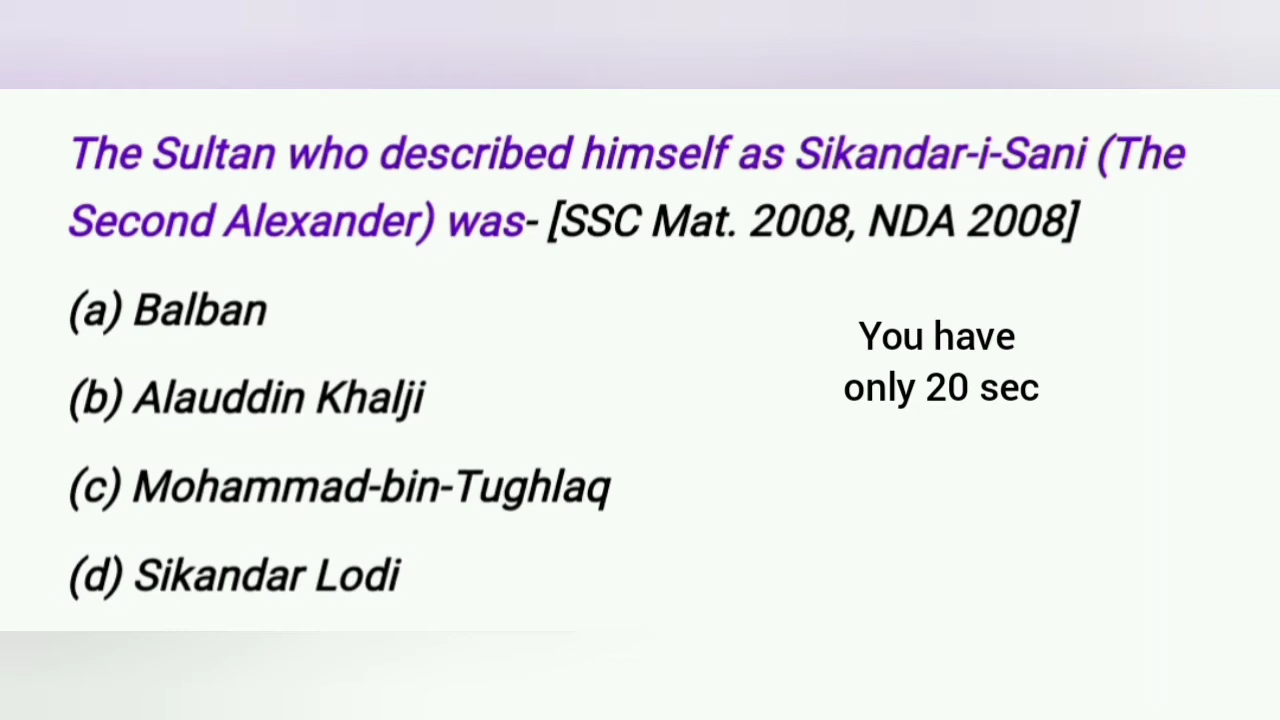 The Sultan who described himself as Sikandar-i-Sani (The
Second Alexander) was- [SSC Mat. 2008, NDA 2008]
(a) Balban
(b) Alauddin Khalji
(c) Mohammad-bin-Tughlaq
(d) Sikandar Lodi
You have
only 20 sec